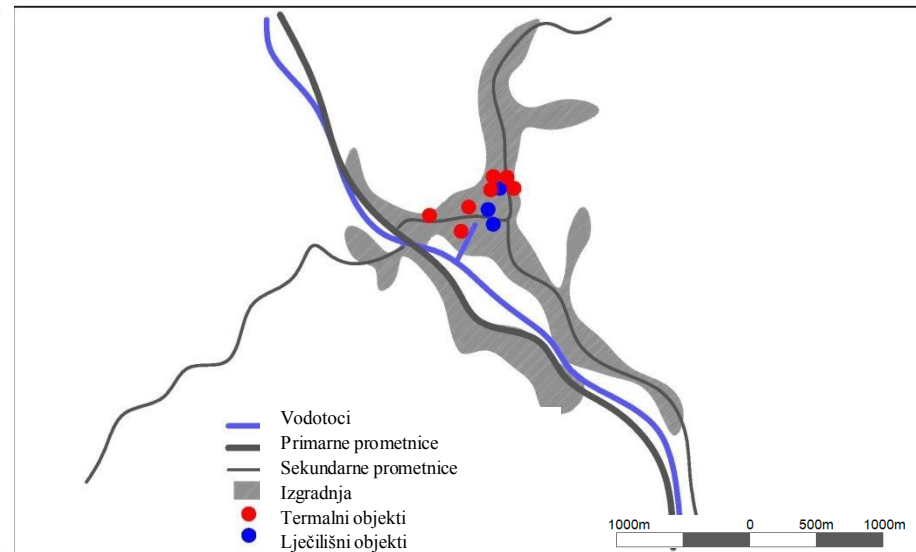 Vodotoci
Primarne prometnice
Sekundarne prometnice
Izgradnja
Termalni objekti
Lječilišni objekti
1000m 0 500m 1000m